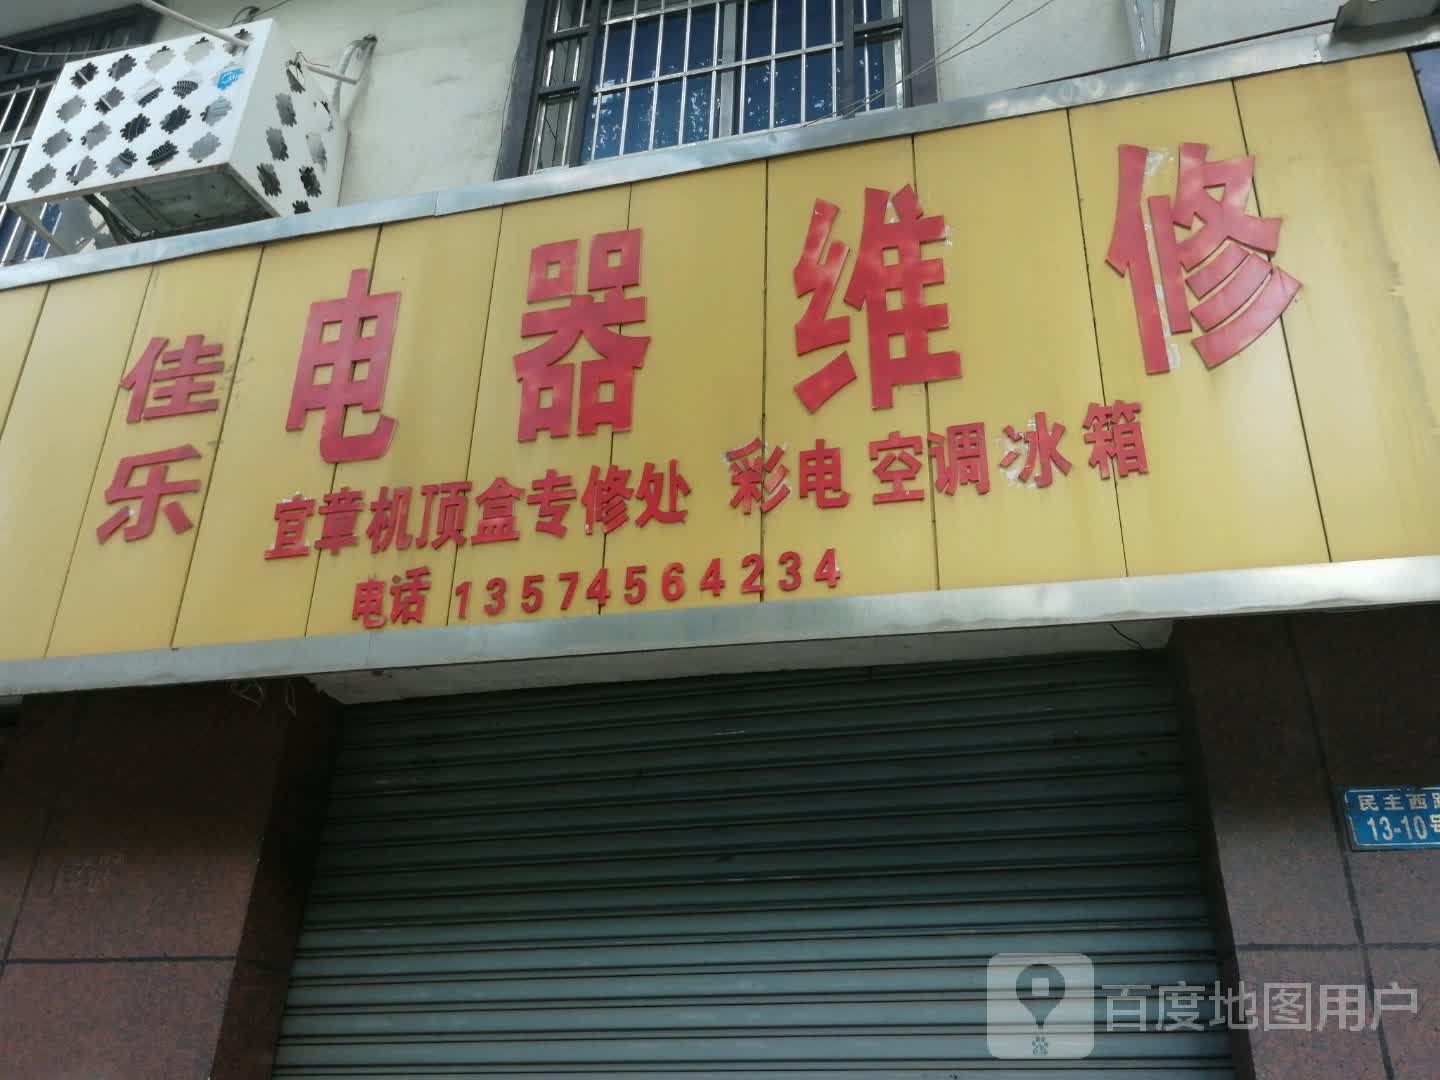 佳乐
电器维修
宜章机顶盒专修处 彩电 空调 冰箱
电话 13574564234
民主西路
13-10号
百度地图用户